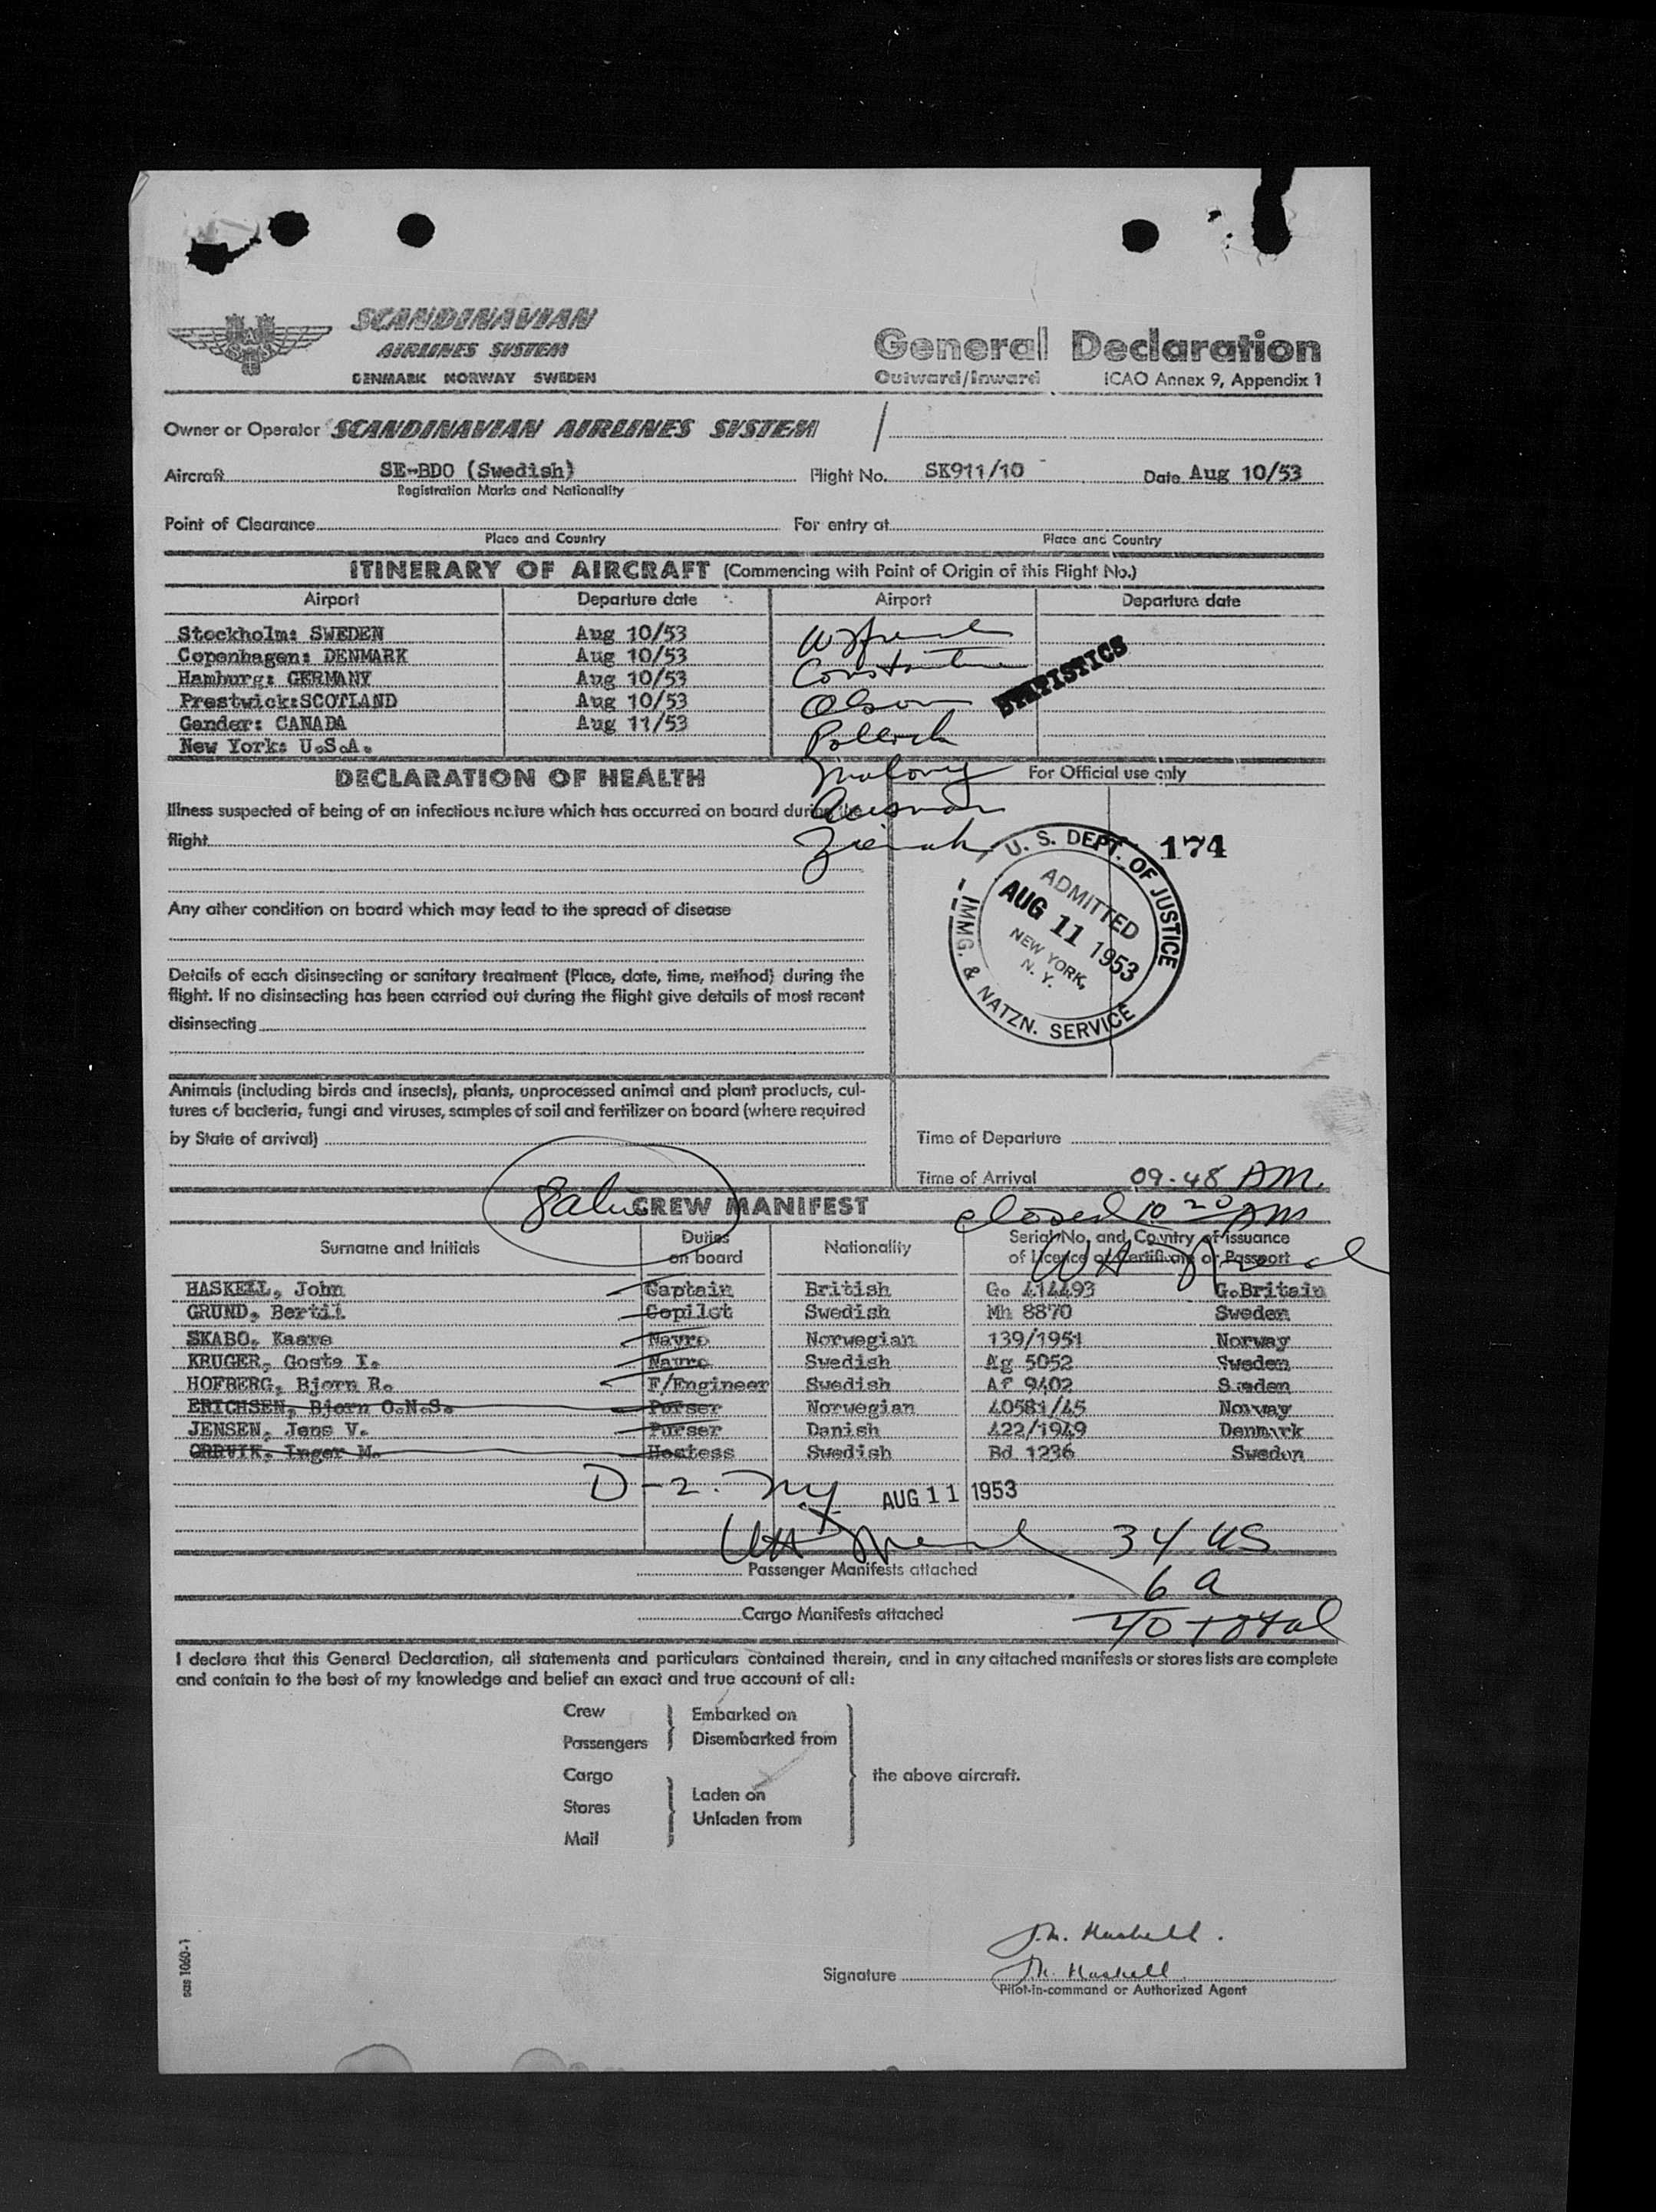 SCANDINAVIAN
AIRLINES SYSTEM
DENMARK NORWAY SWEDEN
General Declaration
Outward/Inward ICAO Annex 9, Appendix 1
Owner or Operator SCANDINAVIAN AIRLINES SYSTEM
Aircraft SE-BDO (Swedish) Flight No. SK911/10 Date Aug 10/53
Registration Marks and Nationality
Point of Clearance For entry at
Place and Country Place and Country
ITINERARY OF AIRCRAFT (Commencing with Point of Origin of this Flight No.)
Airport Departure date Airport Departure date
Stockholm: SWEDEN Aug 10/53
Copenhagen: DENMARK Aug 10/53
Hamburg: GERMANY Aug 10/53
STATISTICS
Prestwick:SCOTLAND Aug 10/53 Olson
Gander: CANADA Aug 11/53 Pollock
New York: U.S.A.
DECLARATION OF HEALTH For Official use only
Illness suspected of being of an infectious nature which has occurred on board during the
flight
174
U. S. DEPT. OF JUSTICE
ADMITTED
AUG 11 1953
NEW YORK,
N. Y.
IMMG. & NATZN. SERVICE
Any other condition on board which may lead to the spread of disease
Details of each disinsecting or sanitary treatment (Place, date, time, method) during the
flight. If no disinsecting has been carried out during the flight give details of most recent
disinsecting
Animals (including birds and insects), plants, unprocessed animal and plant products, cul-
tures of bacteria, fungi and viruses, samples of soil and fertilizer on board (where required
by State of arrival)
Time of Departure
Time of Arrival 09-48 AM.
CREW MANIFEST closed 10 20 AM
Surname and Initials Duties on board Nationality Serial No. and Country of issuance of Licence or Certificate or Passport
HASKELL, John Captain British Go 414493 G.Britain
GRUND, Bertil Copilot Swedish Mh 8870 Sweden
SKABO, Kaare Navro Norwegian 139/1951 Norway
KRUGER, Gosta I. Navro Swedish Ag 5052 Sweden
HOFBERG, Bjorn R. F/Engineer Swedish Af 9402 Sweden
ERICHSEN, Bjorn O.N.S. Purser Norwegian 40581/45 Norway
JENSEN, Jens V. Purser Danish 422/1949 Denmark
Inger M. Hostess Swedish Bd 1236 Sweden
D-2. NY AUG 11 1953
34 US
Passenger Manifests attached
6 a
Cargo Manifests attached
40 total
I declare that this General Declaration, all statements and particulars contained therein, and in any attached manifests or stores lists are complete
and contain to the best of my knowledge and belief an exact and true account of all:
Crew
Passengers
Embarked on
Disembarked from
Cargo
Stores
Mail
Laden on
Unladen from
the above aircraft.
J.M. Haskell.
Signature J.M. Haskell.
Pilot-in-command or Authorized Agent
sas 1060-1